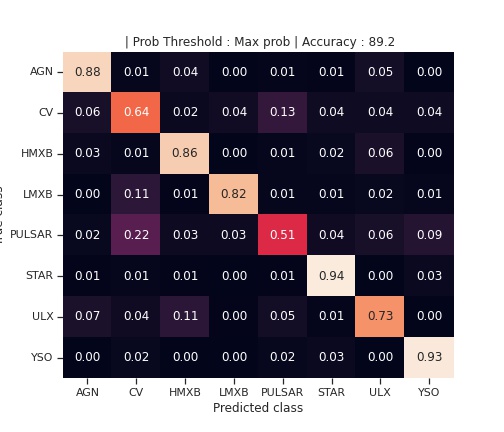 | Prob Threshold : Max prob | Accuracy : 89.2
AGN 0.88 0.01 0.04 0.00 0.01 0.01 0.05 0.00
CV 0.06 0.64 0.02 0.04 0.13 0.04 0.04 0.04
HMXB 0.03 0.01 0.86 0.00 0.01 0.02 0.06 0.00
LMXB 0.00 0.11 0.01 0.82 0.01 0.01 0.02 0.01
PULSAR 0.02 0.22 0.03 0.03 0.51 0.04 0.06 0.09
STAR 0.01 0.01 0.01 0.00 0.01 0.94 0.00 0.03
ULX 0.07 0.04 0.11 0.00 0.05 0.01 0.73 0.00
YSO 0.00 0.02 0.00 0.00 0.02 0.03 0.00 0.93
AGN CV HMXB LMXB PULSAR STAR ULX YSO
Predicted class